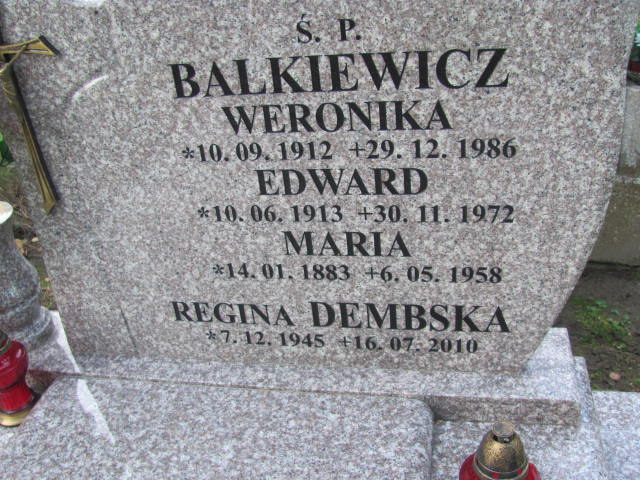 Ś. P.
BALKIEWICZ
WERONIKA
*10. 09. 1912 +29. 12. 1986
EDWARD
*10. 06. 1913 +30. 11. 1972
MARIA
*14. 01. 1883 +6. 05. 1958
REGINA DEMBSKA
*7. 12. 1945 +16. 07. 2010